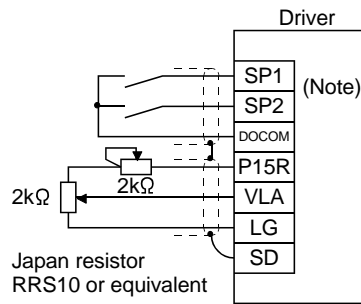 Driver
SP1
(Note)
SP2
DOCOM
P15R
2kΩ
VLA
2kΩ
LG
SD
Japan resistor
RRS10 or equivalent